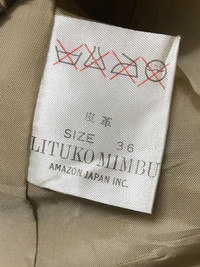 皮革
SIZE 36
LITUKO MIMBU
AMAZON JAPAN INC.